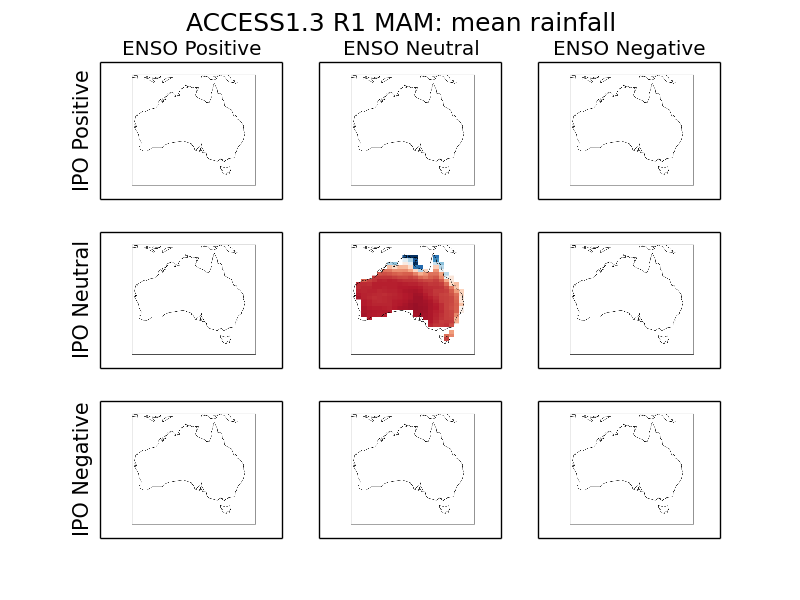 ACCESS1.3 R1 MAM: mean rainfall
ENSO Positive
ENSO Neutral
ENSO Negative
IPO Positive
IPO Neutral
IPO Negative